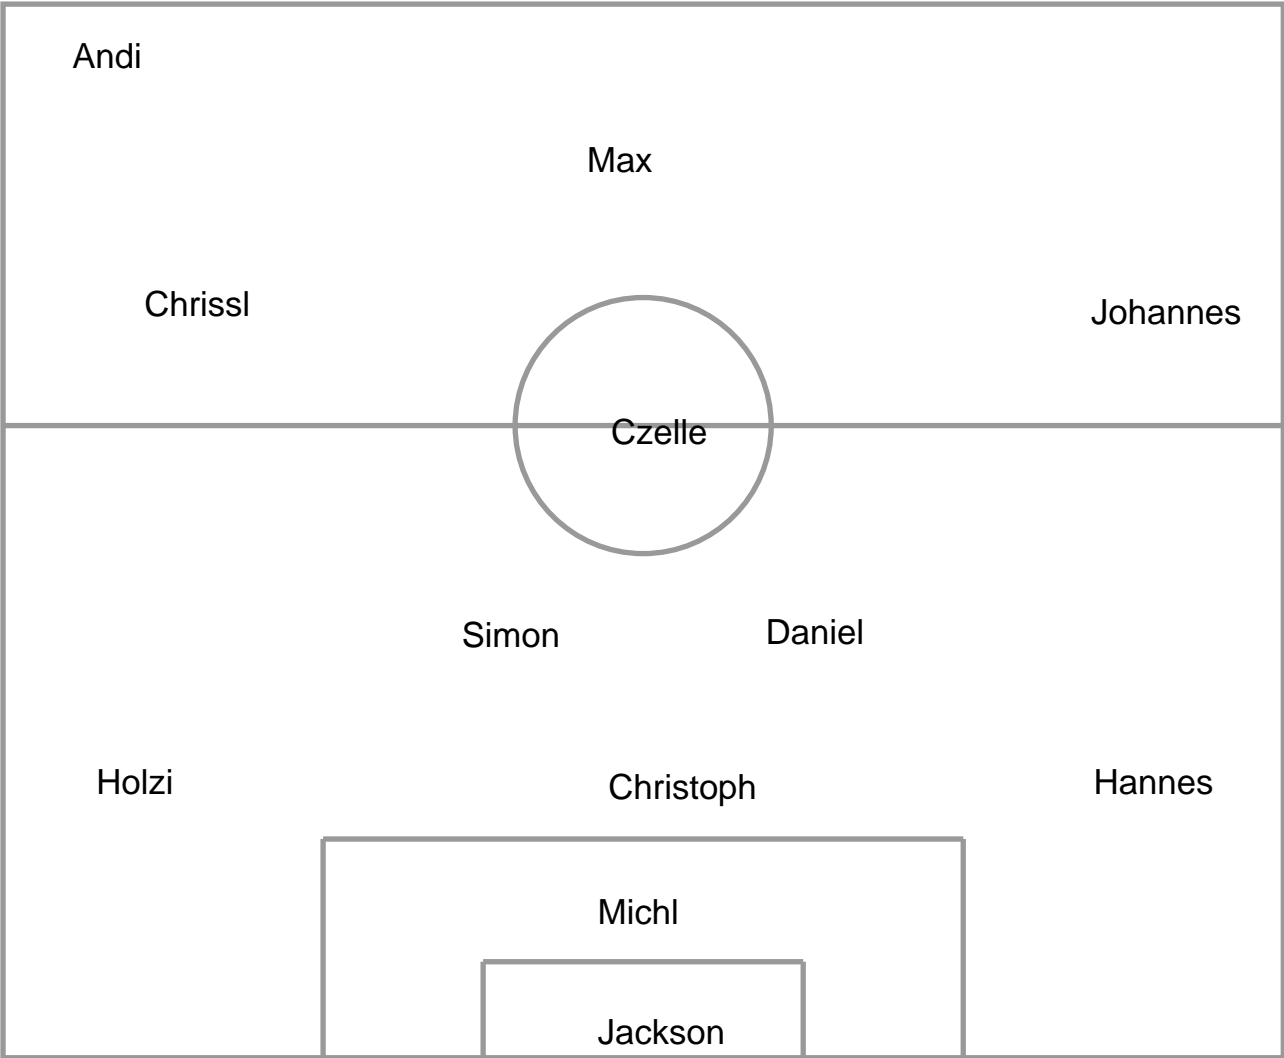 Andi
Max
Chrissl
Johannes
Czelle
Simon
Daniel
Holzi
Christoph
Hannes
Michl
Jackson